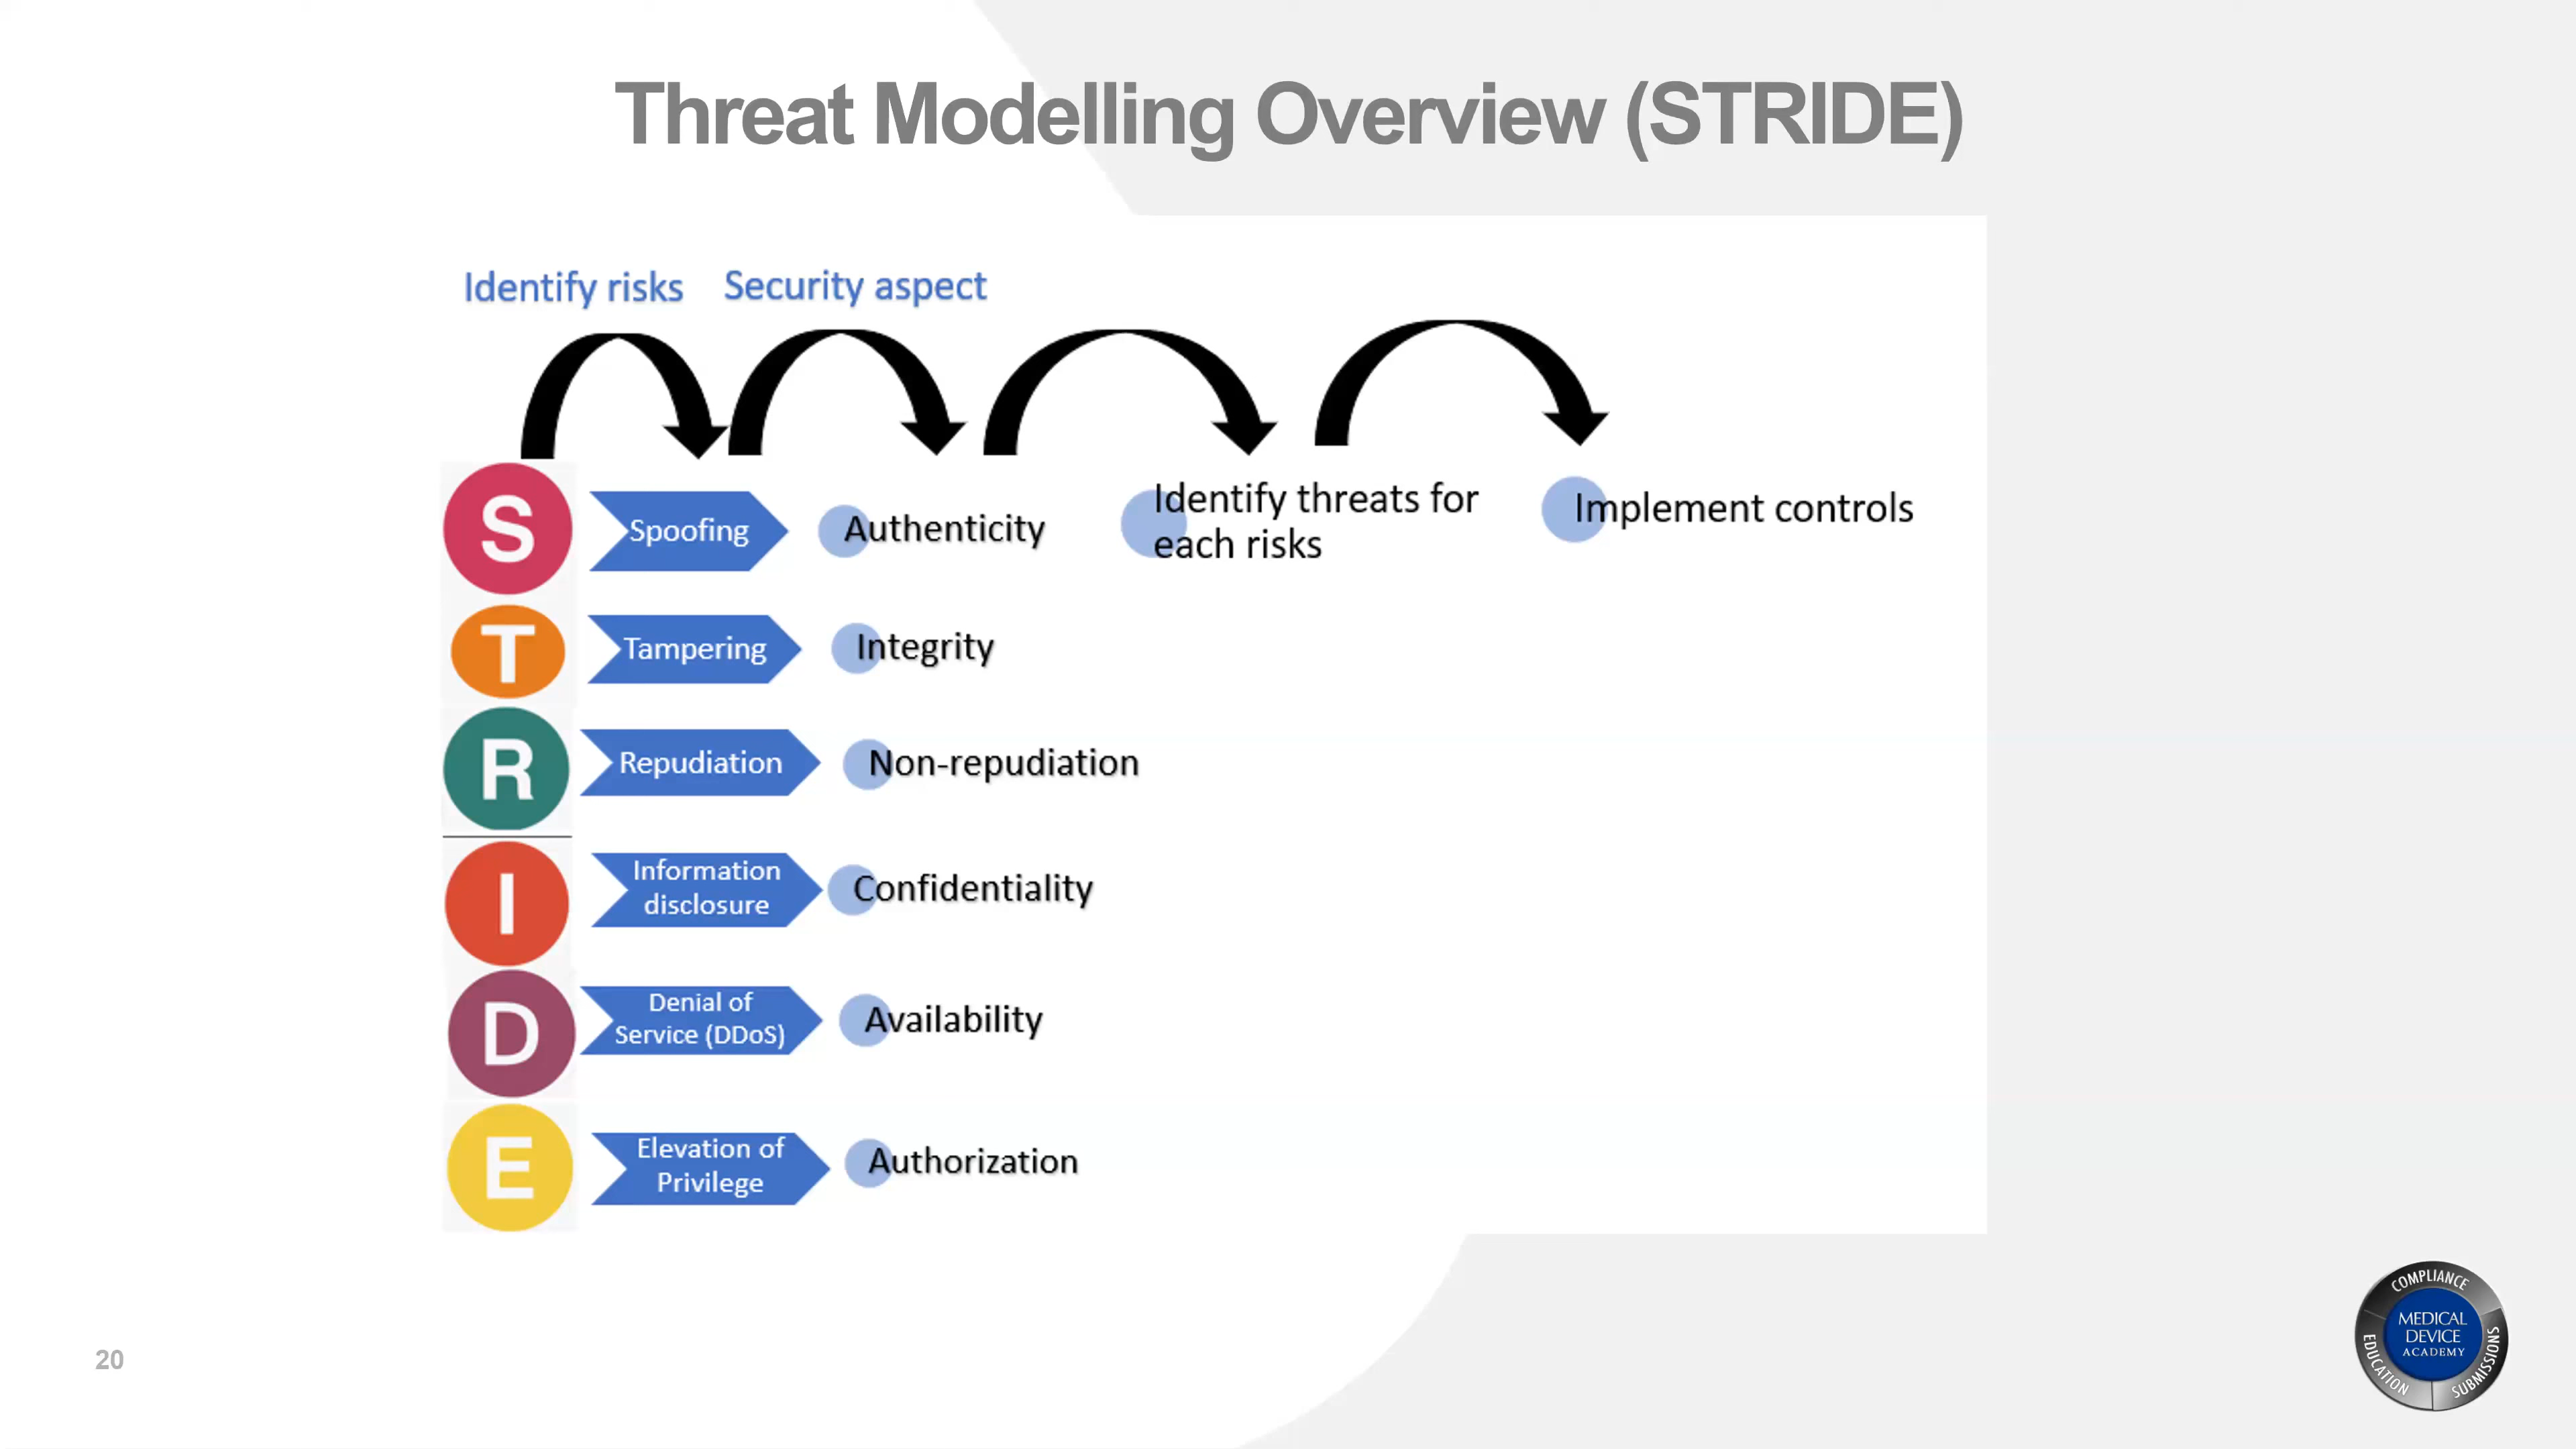 Threat Modelling Overview (STRIDE)
Identify risks
Security aspect
S
Spoofing
Authenticity
Identify threats for
each risks
Implement controls
T
Tampering
Integrity
R
Repudiation
Non-repudiation
I
Information
disclosure
Confidentiality
D
Denial of
Service (DDoS)
Availability
E
Elevation of
Privilege
Authorization
20
COMPLIANCE
MEDICAL
DEVICE
ACADEMY
EDUCATION
SUBMISSIONS